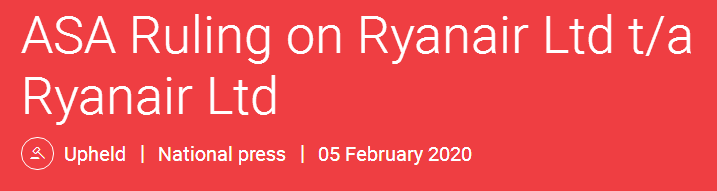 ASA Ruling on Ryanair Ltd t/a
Ryanair Ltd
Upheld | National press | 05 February 2020